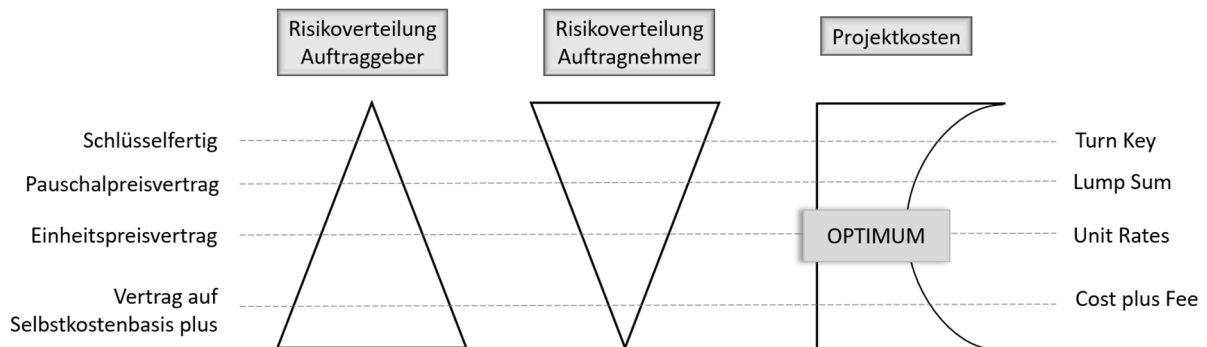 Risikoverteilung
Auftraggeber
Risikoverteilung
Auftragnehmer
Projektkosten
Schlüsselfertig
Turn Key
Pauschalpreisvertrag
Lump Sum
Einheitspreisvertrag
OPTIMUM
Unit Rates
Vertrag auf
Selbstkostenbasis plus
Cost plus Fee